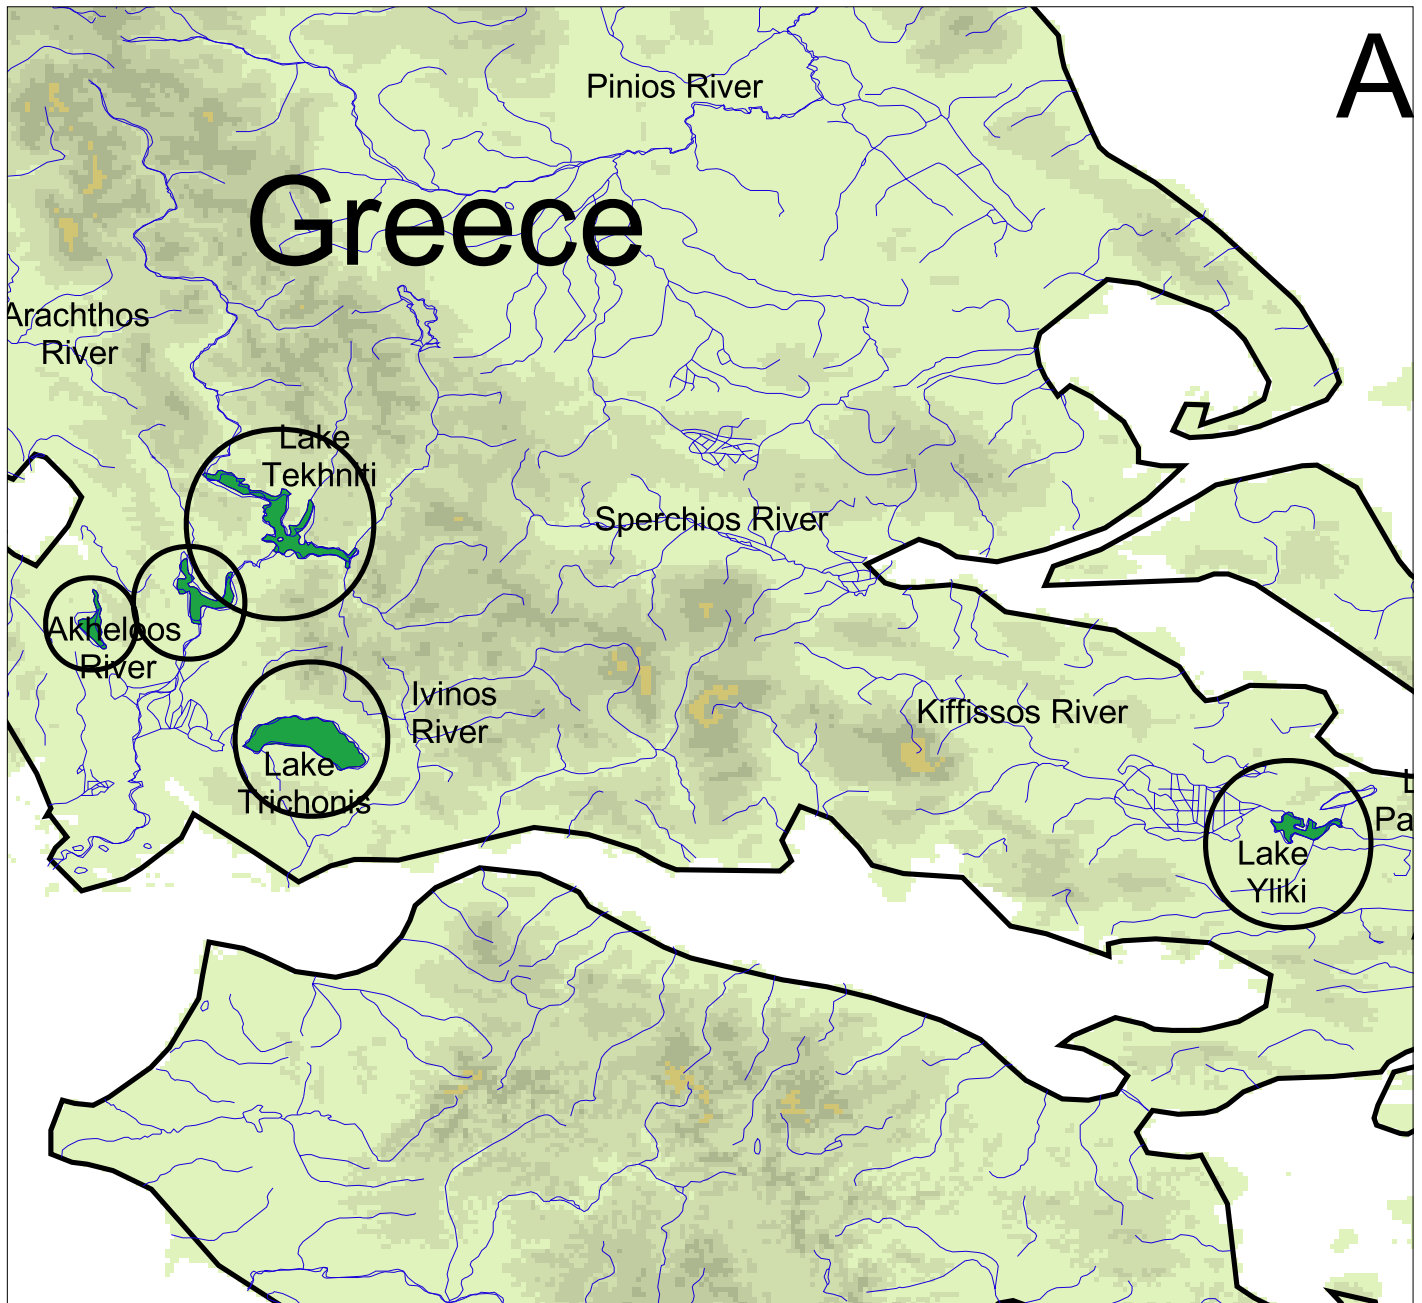 A
Pinios River
Greece
Arachthos
River
Lake
Tekhniti
Sperchios River
Akheloos
River
Ivinos
River
Kiffissos River
Lake
Trichonis
L
Pa
Lake
Yliki